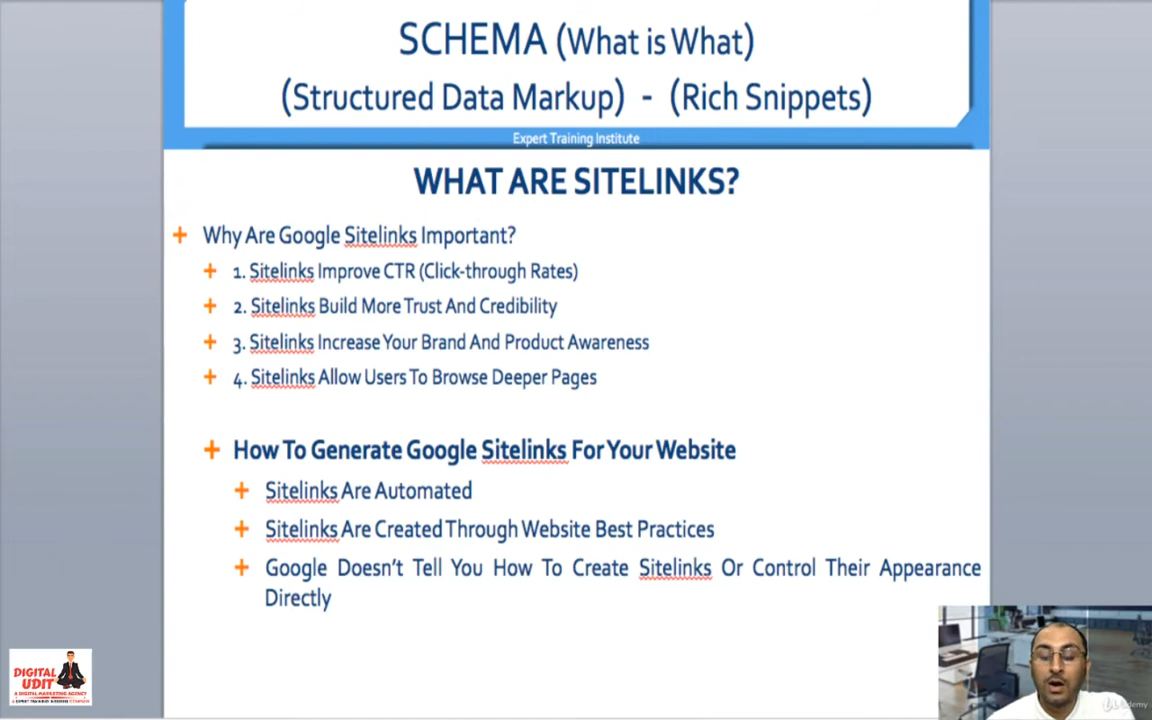 SCHEMA (What is What)
(Structured Data Markup) - (Rich Snippets)
Expert Training Institute
WHAT ARE SITELINKS?
Why Are Google Sitelinks Important?
1. Sitelinks Improve CTR (Click-through Rates)
2. Sitelinks Build More Trust And Credibility
3. Sitelinks Increase Your Brand And Product Awareness
4. Sitelinks Allow Users To Browse Deeper Pages
How To Generate Google Sitelinks For Your Website
Sitelinks Are Automated
Sitelinks Are Created Through Website Best Practices
Google Doesn't Tell You How To Create Sitelinks Or Control Their Appearance
Directly
DIGITAL
UDIT
A DIGITAL MARKETING AGENCY
Udemy